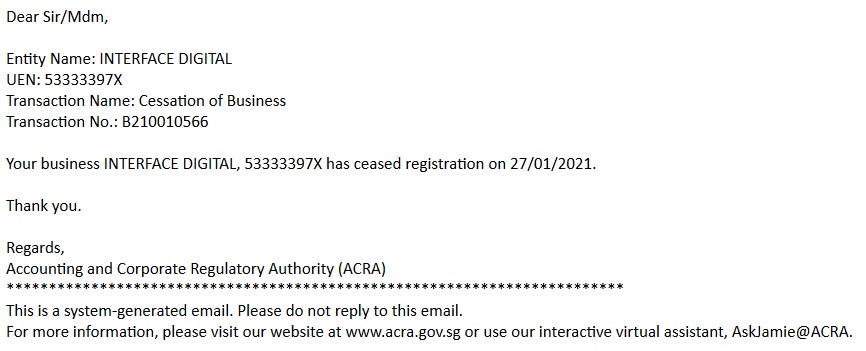 Dear Sir/Mdm,
Entity Name: INTERFACE DIGITAL
UEN: 53333397X
Transaction Name: Cessation of Business
Transaction No.: B210010566
Your business INTERFACE DIGITAL, 53333397X has ceased registration on 27/01/2021.
Thank you.
Regards,
Accounting and Corporate Regulatory Authority (ACRA)
*************************************************************************
This is a system-generated email. Please do not reply to this email.
For more information, please visit our website at www.acra.gov.sg or use our interactive virtual assistant, AskJamie@ACRA.